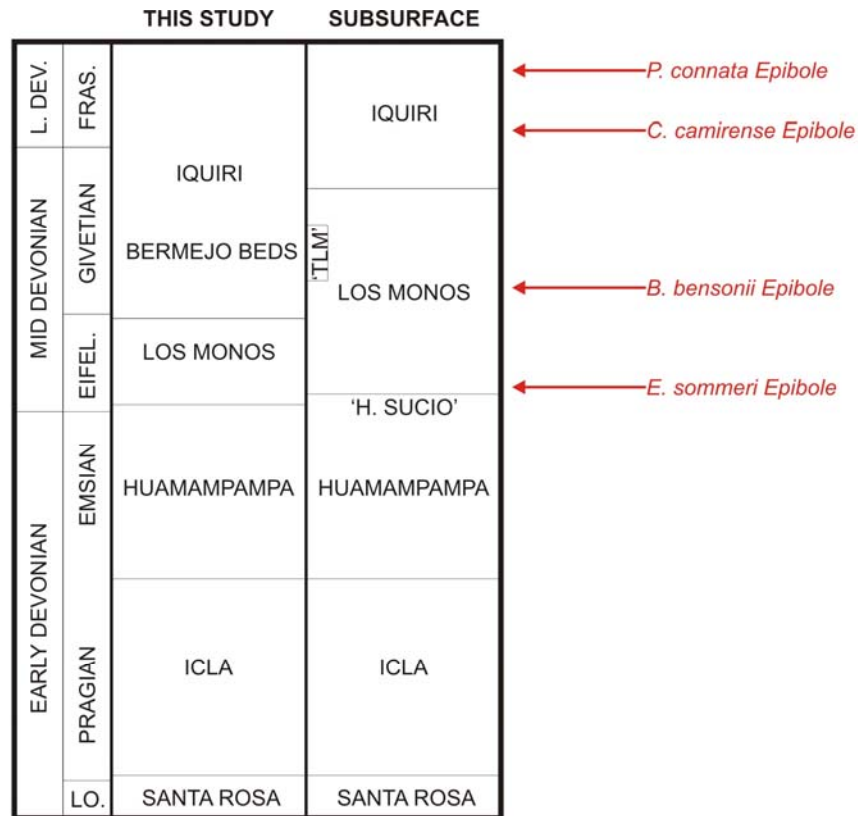 THIS STUDY
SUBSURFACE
L. DEV.
MID DEVONIAN
EARLY DEVONIAN
FRAS.
GIVETIAN
EIFEL.
EMSIAN
PRAGIAN
LO.
IQUIRI
BERMEJO BEDS
LOS MONOS
HUAMAMPAMPA
ICLA
SANTA ROSA
IQUIRI
'TLM'
LOS MONOS
'H. SUCIO'
HUAMAMPAMPA
ICLA
SANTA ROSA
P. connata Epibole
C. camirense Epibole
B. bensonii Epibole
E. sommeri Epibole